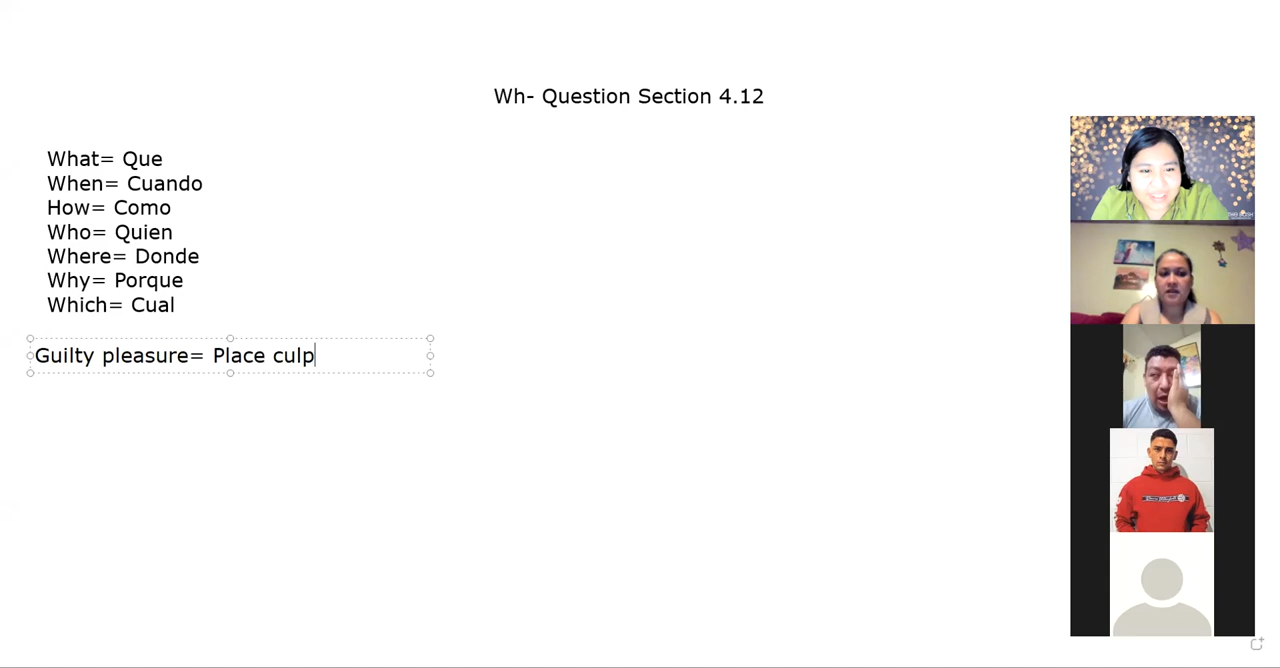 Wh- Question Section 4.12
What= Que
When= Cuando
How= Como
Who= Quien
Where= Donde
Why= Porque
Which= Cual
Guilty pleasure= Place culp